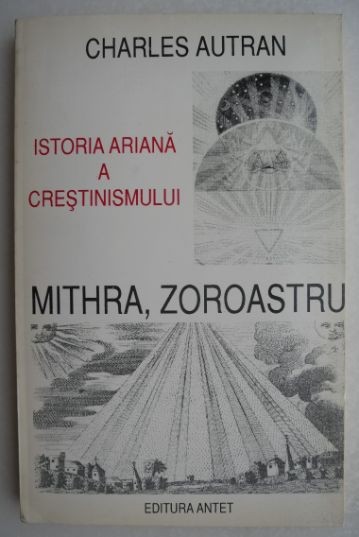 CHARLES AUTRAN
ISTORIA ARIANĂ
A
CREŞTINISMULUI
MITHRA, ZOROASTRU
EDITURA ANTET